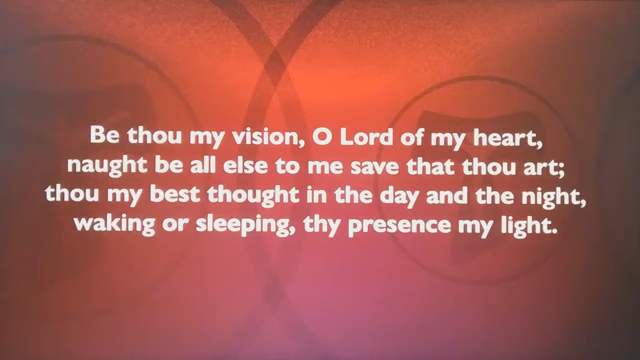 Be thou my vision, O Lord of my heart,
naught be all else to me save that thou art;
thou my best thought in the day and the night,
waking or sleeping, thy presence my light.